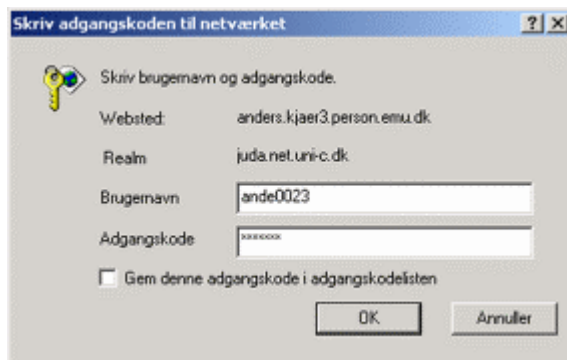 Skriv adgangskoden til netværket
Skriv brugernavn og adgangskode.
Websted: anders.kjaer3.person.emu.dk
Realm juda.net.uni-c.dk
Brugernavn ande0023
Adgangskode *******
Gem denne adgangskode i adgangskodelisten
OK Annuller